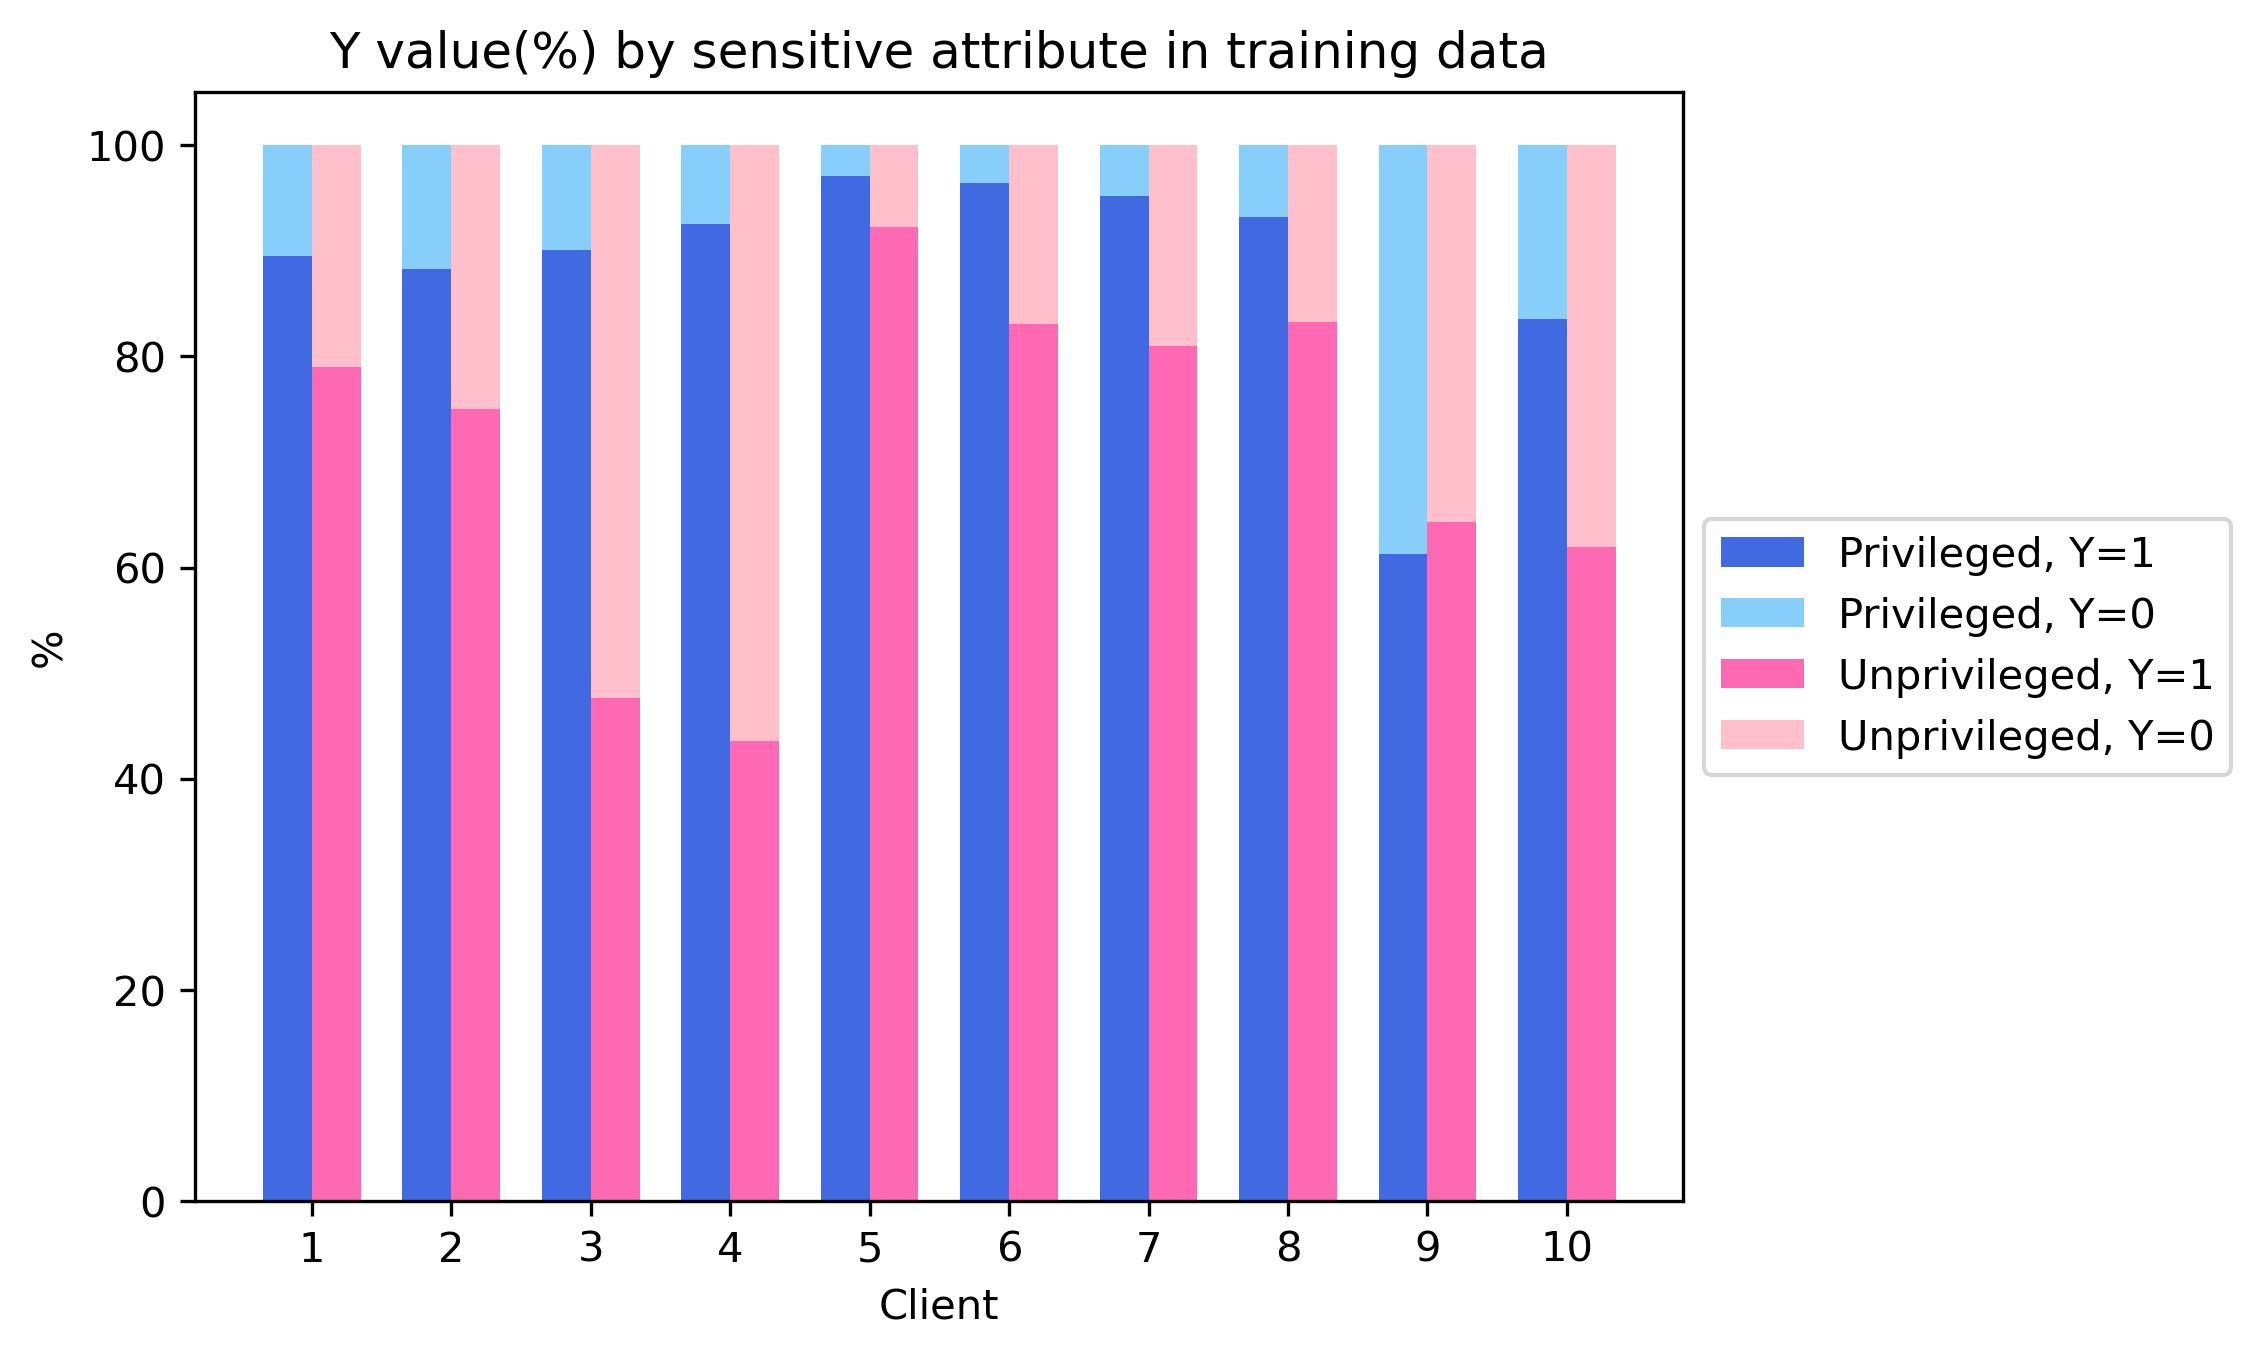 Y value(%) by sensitive attribute in training data
100
80
60
40
20
0
%
1 2 3 4 5 6 7 8 9 10
Client
Privileged, Y=1
Privileged, Y=0
Unprivileged, Y=1
Unprivileged, Y=0